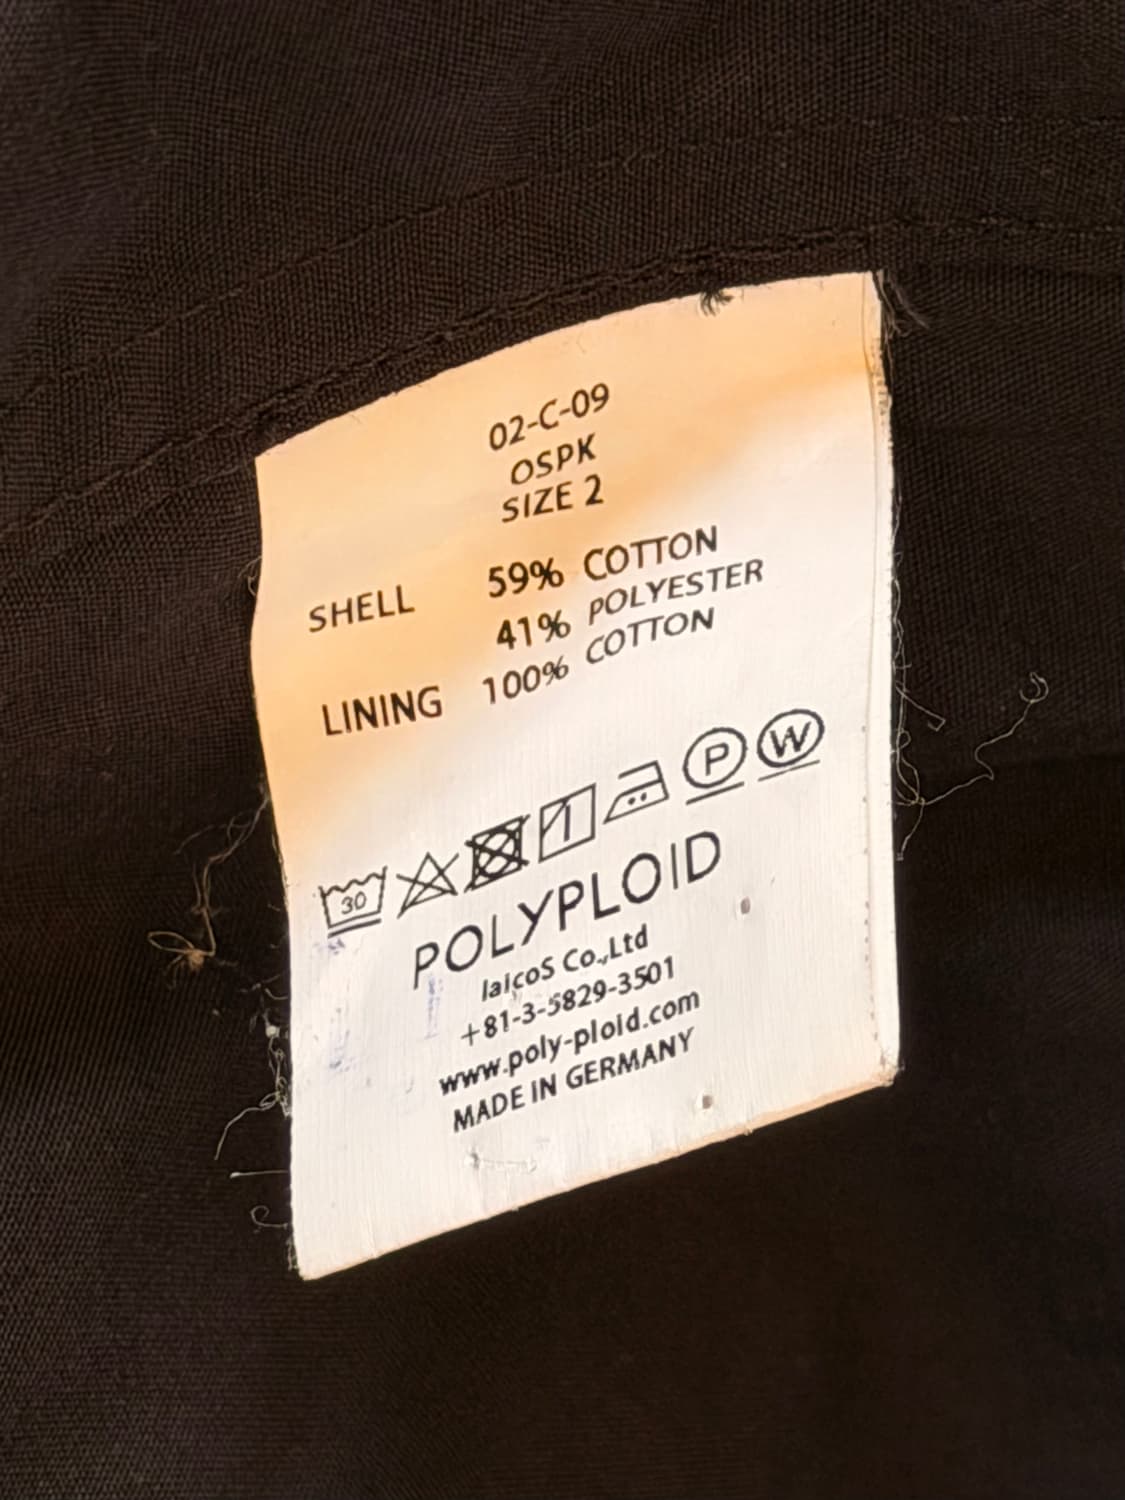 02-C-09
OSPK
SIZE 2
SHELL 59% COTTON
41% POLYESTER
LINING 100% COTTON
30 P W
POLYPLOID
IaicoS Co.,Ltd
+81-3-5829-3501
www.poly-ploid.com
MADE IN GERMANY